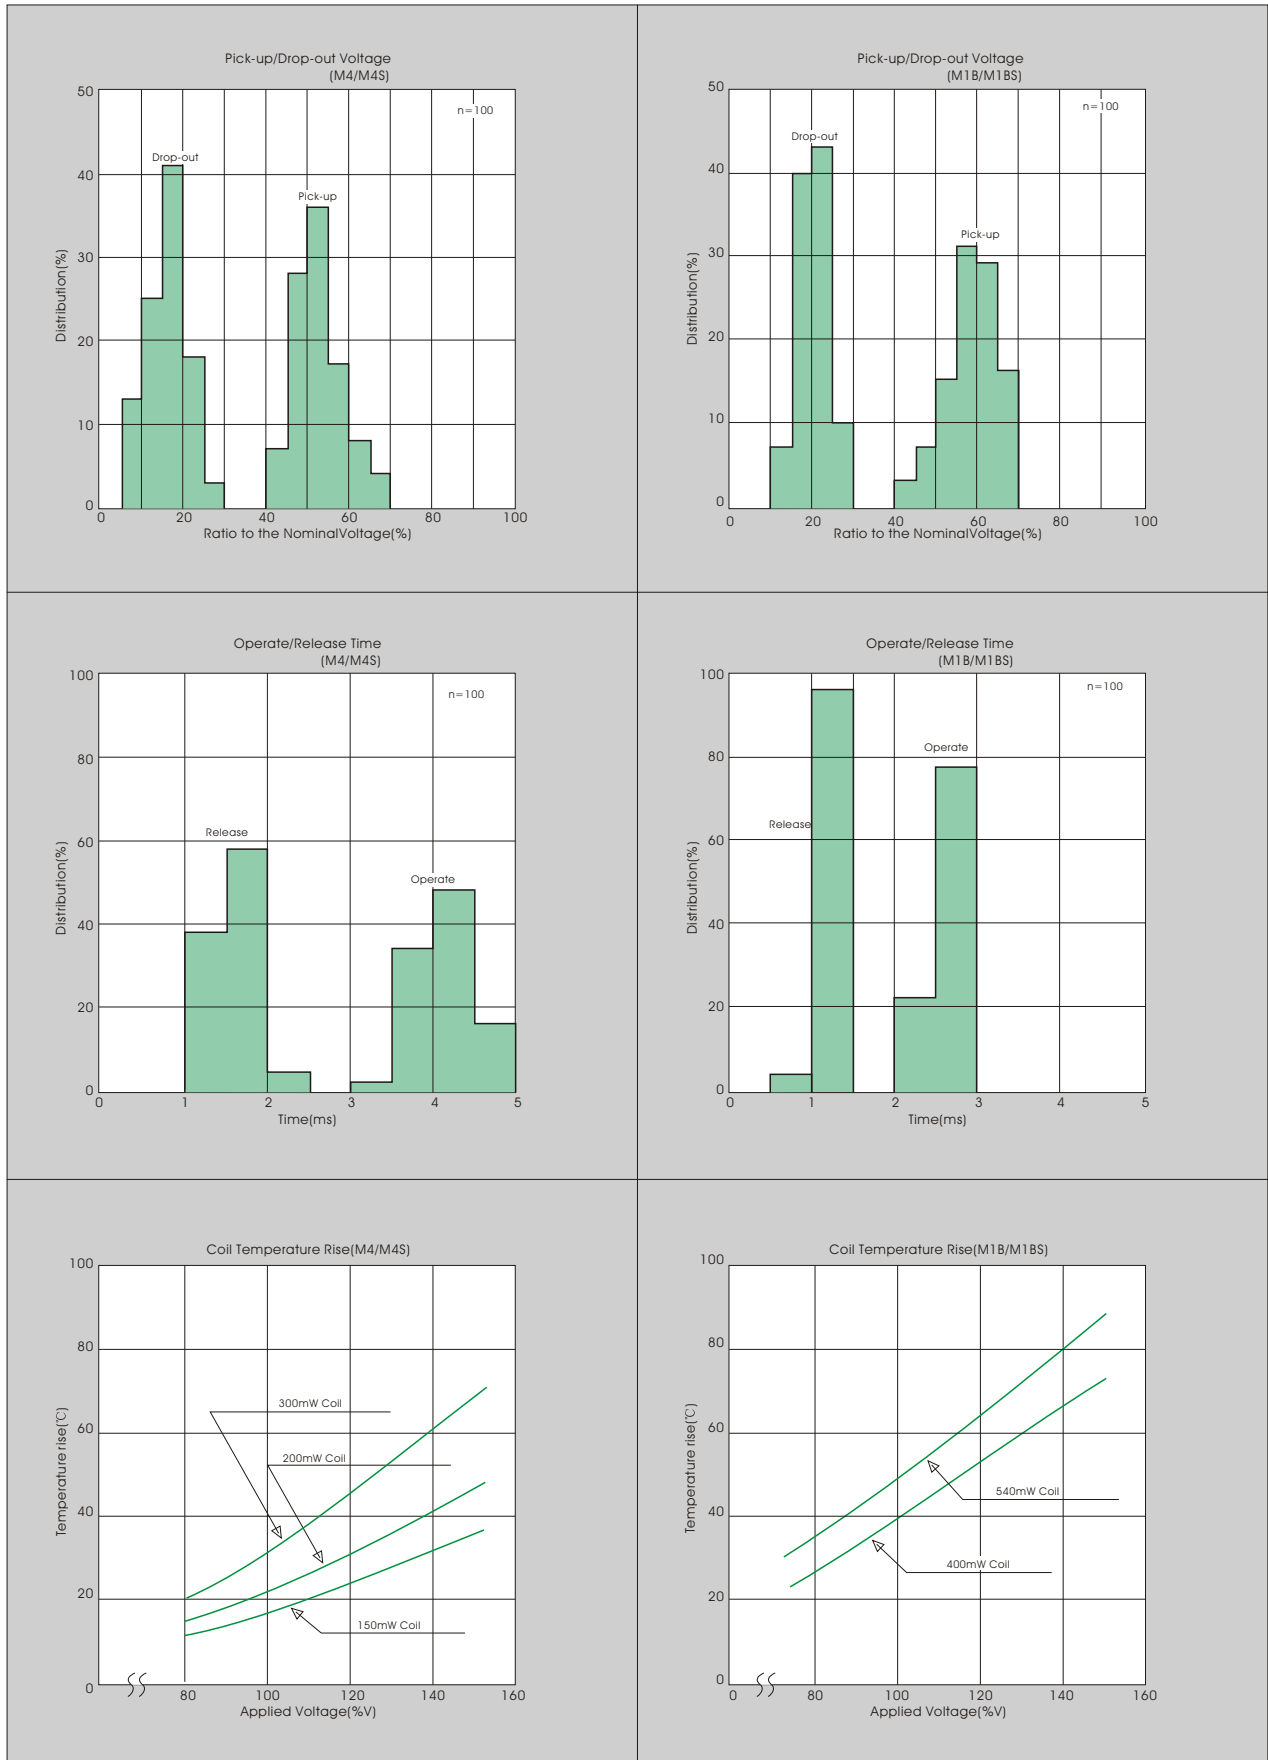 Pick-up/Drop-out Voltage
(M4/M4S)
50
40
30
20
10
0
Distribution(%)
n=100
Drop-out
Pick-up
0 20 40 60 80 100
Ratio to the NominalVoltage(%)
Pick-up/Drop-out Voltage
(M1B/M1BS)
50
40
30
20
10
0
Distribution(%)
n=100
Drop-out
Pick-up
0 20 40 60 80 100
Ratio to the NominalVoltage(%)
Operate/Release Time
(M4/M4S)
100
80
60
40
20
0
Distribution(%)
n=100
Release
Operate
0 1 2 3 4 5
Time(ms)
Operate/Release Time
(M1B/M1BS)
100
80
60
40
20
0
Distribution(%)
n=100
Operate
Release
0 1 2 3 4 5
Time(ms)
Coil Temperature Rise(M4/M4S)
100
80
60
40
20
0
Temperature rise(℃)
300mW Coil
200mW Coil
150mW Coil
80 100 120 140 160
Applied Voltage(%V)
Coil Temperature Rise(M1B/M1BS)
100
80
60
40
20
0
Temperature rise(℃)
540mW Coil
400mW Coil
0 80 100 120 140 160
Applied Voltage(%V)